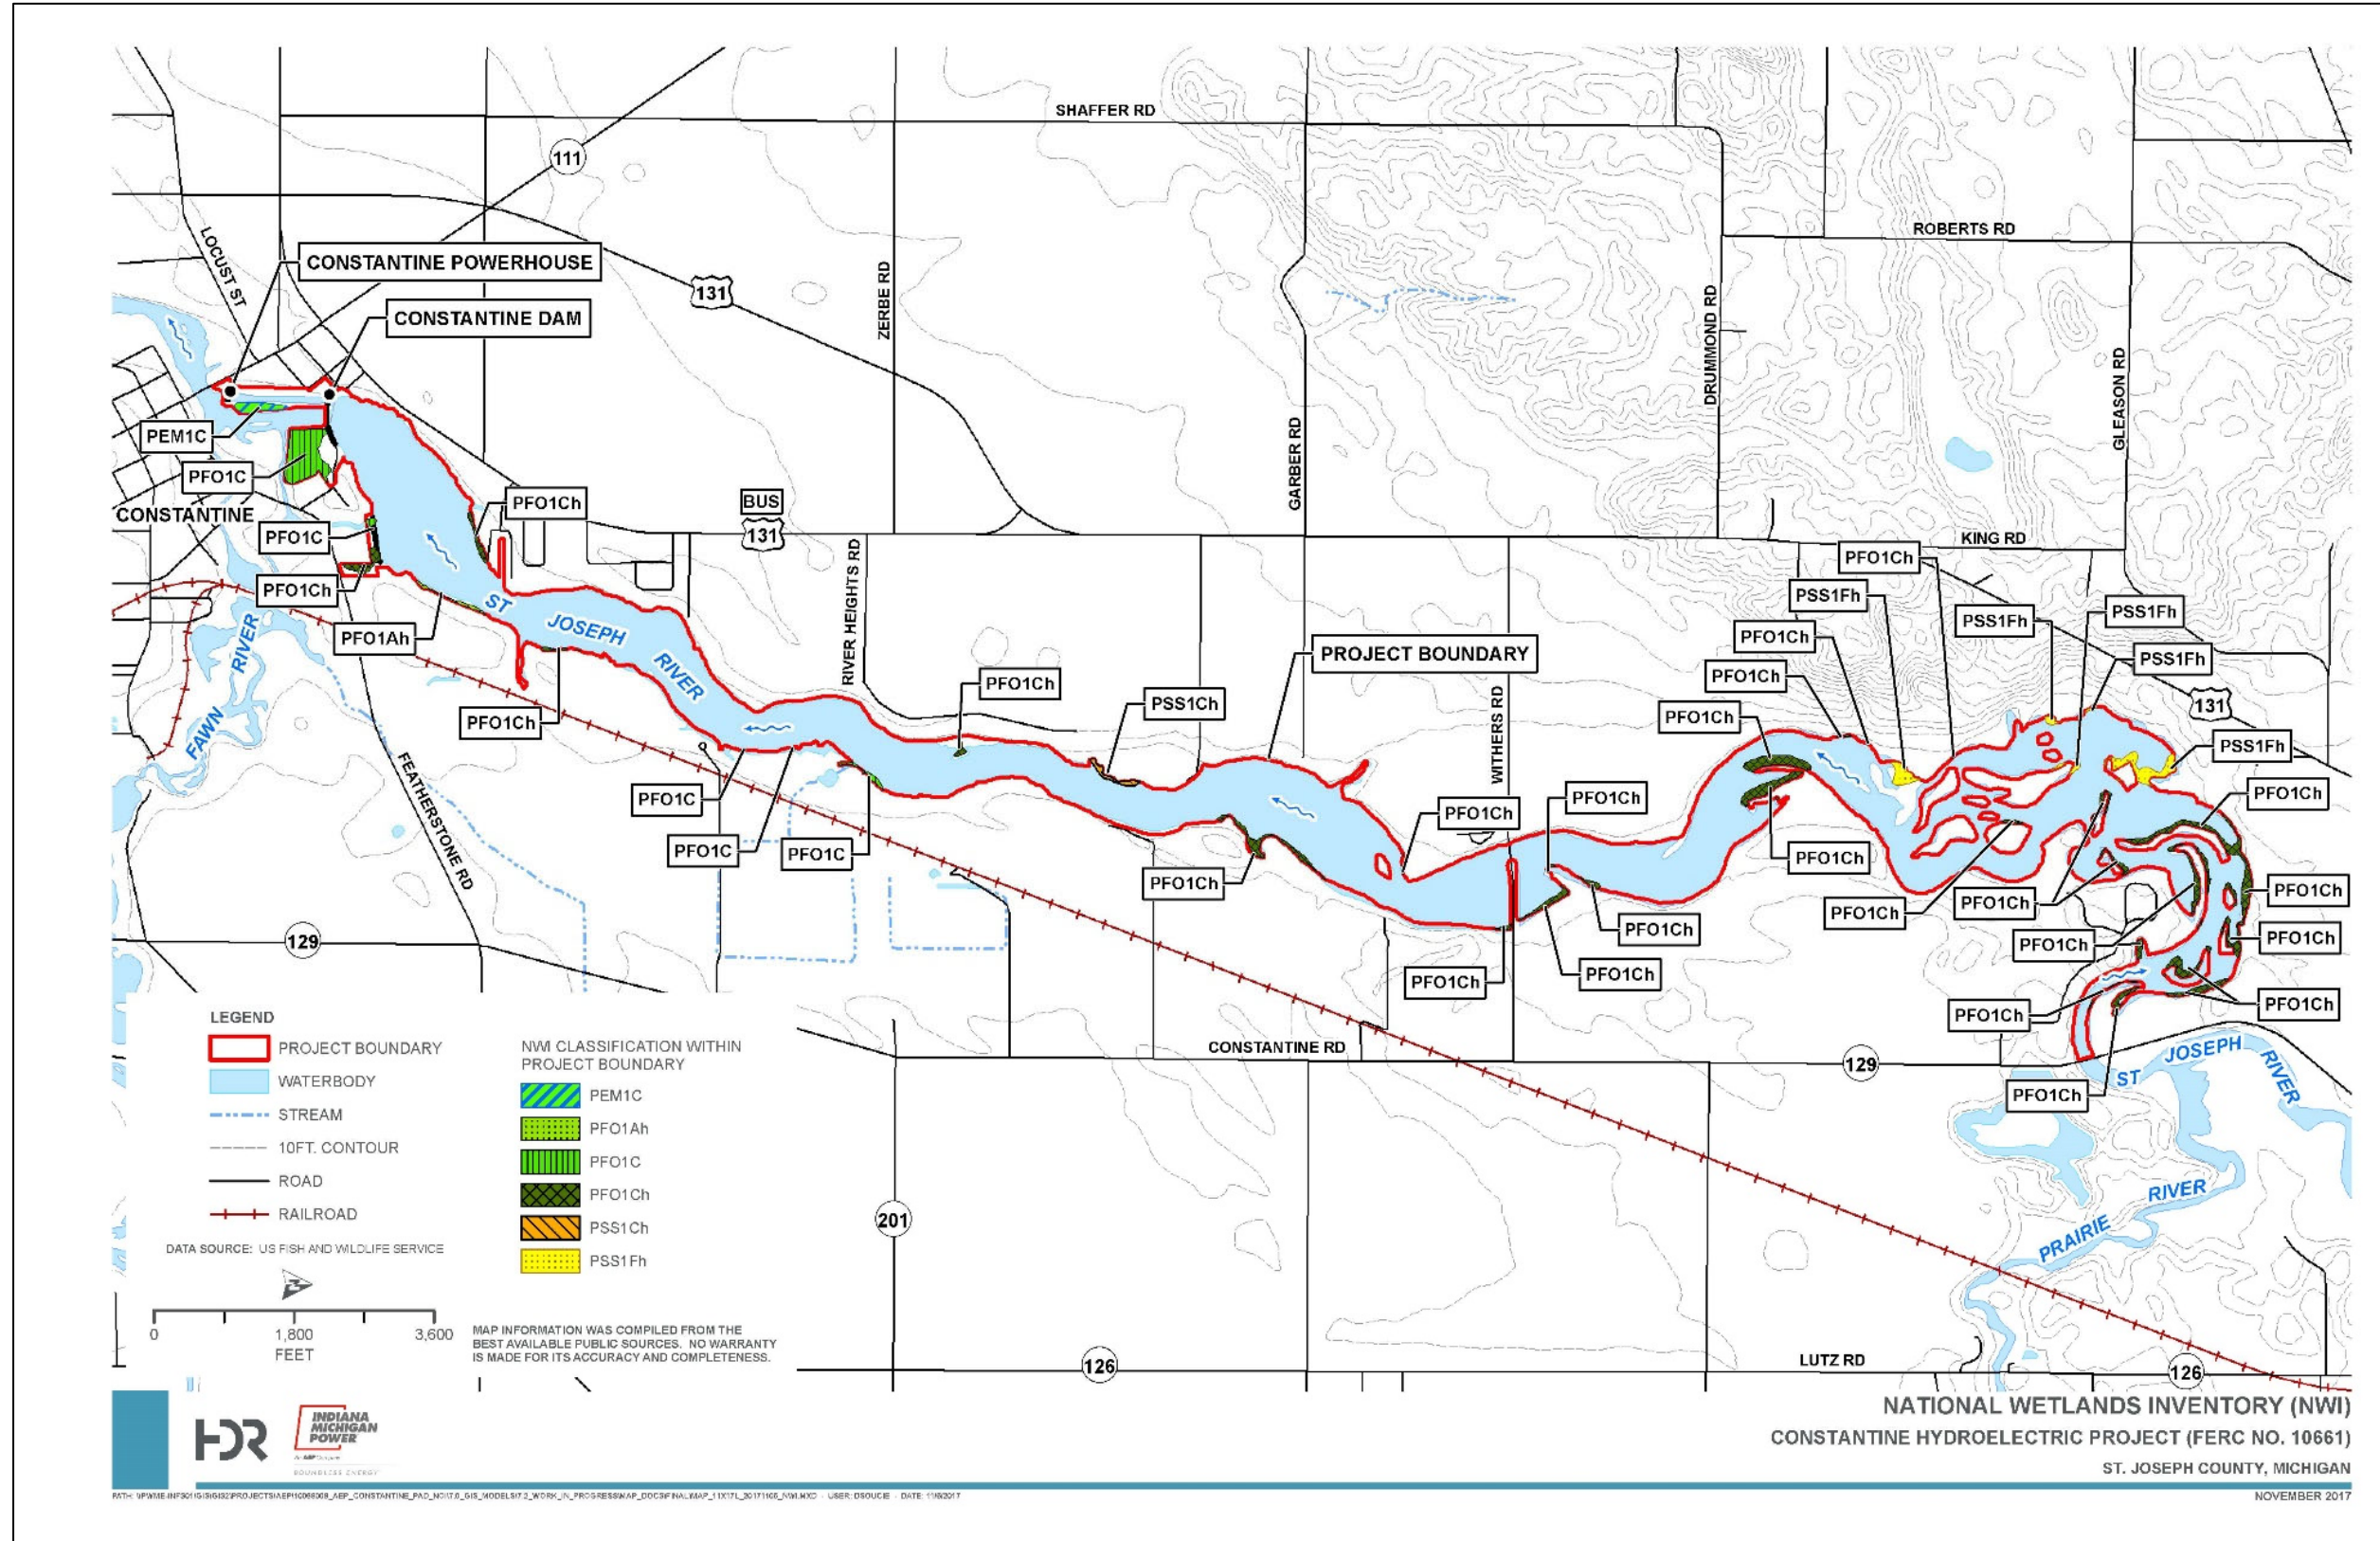 SHAFFER RD
111
ROBERTS RD
LOCUST ST
CONSTANTINE POWERHOUSE
131
CONSTANTINE DAM
ZERBE RD
DRUMMOND RD
GLEASON RD
GARBER RD
PEM1C
PFO1C
PFO1Ch
BUS
131
CONSTANTINE
PFO1C
KING RD
PFO1Ch
PFO1Ch
PSS1Fh
PSS1Fh
PSS1Fh
ST
JOSEPH
RIVER
RIVER HEIGHTS RD
PFO1Ah
PFO1Ch
PROJECT BOUNDARY
PSS1Fh
FAWN
RIVER
PFO1Ch
PFO1Ch
PSS1Ch
WITHERS RD
PFO1Ch
131
PFO1Ch
PSS1Fh
FEATHERSTONE RD
PFO1C
PFO1Ch
PFO1Ch
PFO1Ch
PFO1C
PFO1C
PFO1Ch
PFO1Ch
PFO1Ch
PFO1Ch
PFO1Ch
PFO1Ch
PFO1Ch
PFO1Ch
PFO1Ch
129
PFO1Ch
PFO1Ch
PFO1Ch
PFO1Ch
CONSTANTINE RD
129
ST
JOSEPH
RIVER
PFO1Ch
PRAIRIE
RIVER
201
126
LUTZ RD
126
LEGEND
PROJECT BOUNDARY
WATERBODY
STREAM
10FT. CONTOUR
ROAD
RAILROAD
DATA SOURCE: US FISH AND WILDLIFE SERVICE
NWI CLASSIFICATION WITHIN
PROJECT BOUNDARY
PEM1C
PFO1Ah
PFO1C
PFO1Ch
PSS1Ch
PSS1Fh
0 1,800 3,600
FEET
MAP INFORMATION WAS COMPILED FROM THE
BEST AVAILABLE PUBLIC SOURCES. NO WARRANTY
IS MADE FOR ITS ACCURACY AND COMPLETENESS.
HDR
INDIANA
MICHIGAN
POWER
BOUNDLESS ENERGY
NATIONAL WETLANDS INVENTORY (NWI)
CONSTANTINE HYDROELECTRIC PROJECT (FERC NO. 10661)
ST. JOSEPH COUNTY, MICHIGAN
NOVEMBER 2017